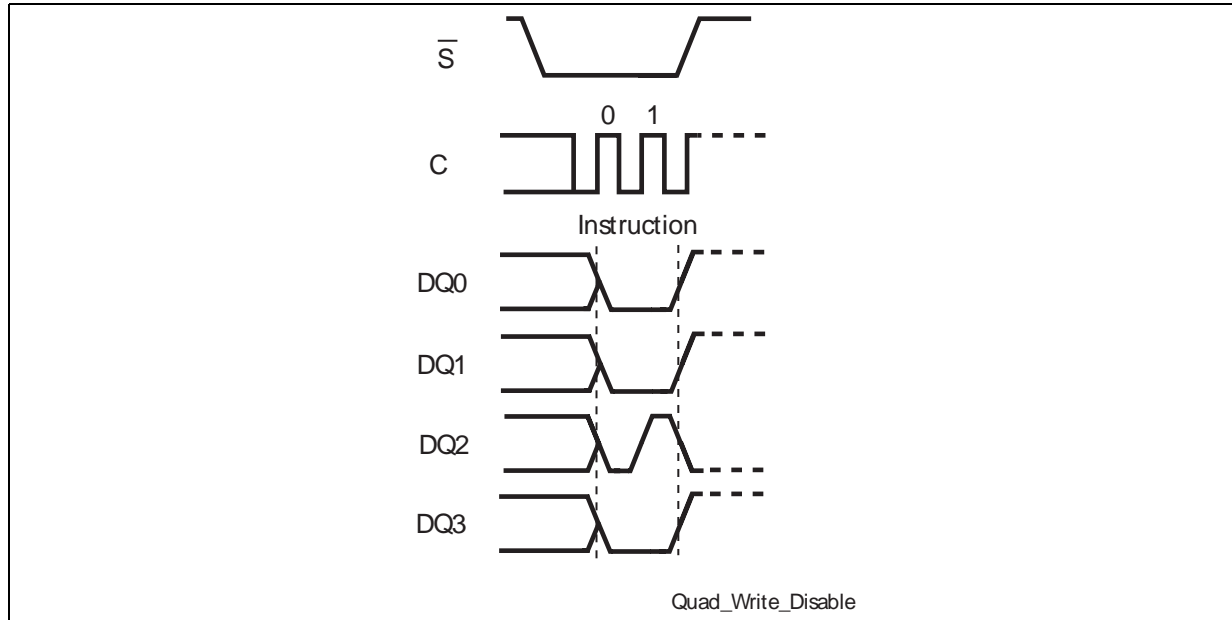 S̅
0 1
C
Instruction
DQ0
DQ1
DQ2
DQ3
Quad_Write_Disable